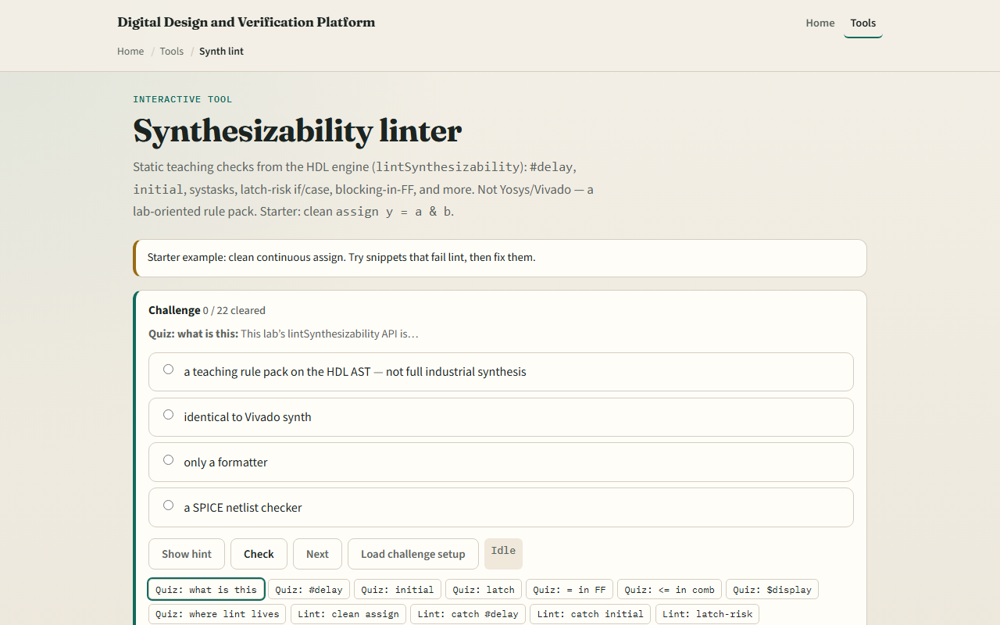 Digital Design and Verification Platform
Home Tools
Home / Tools / Synth lint
INTERACTIVE TOOL
Synthesizability linter
Static teaching checks from the HDL engine (lintSynthesizability): #delay,
initial, systasks, latch-risk if/case, blocking-in-FF, and more. Not Yosys/Vivado — a
lab-oriented rule pack. Starter: clean assign y = a & b.
Starter example: clean continuous assign. Try snippets that fail lint, then fix them.
Challenge 0 / 22 cleared
Quiz: what is this: This lab's lintSynthesizability API is…
a teaching rule pack on the HDL AST — not full industrial synthesis
identical to Vivado synth
only a formatter
a SPICE netlist checker
Show hint Check Next Load challenge setup Idle
Quiz: what is this Quiz: #delay Quiz: initial Quiz: latch Quiz: = in FF Quiz: <= in comb Quiz: $display
Quiz: where lint lives Lint: clean assign Lint: catch #delay Lint: catch initial Lint: latch-risk